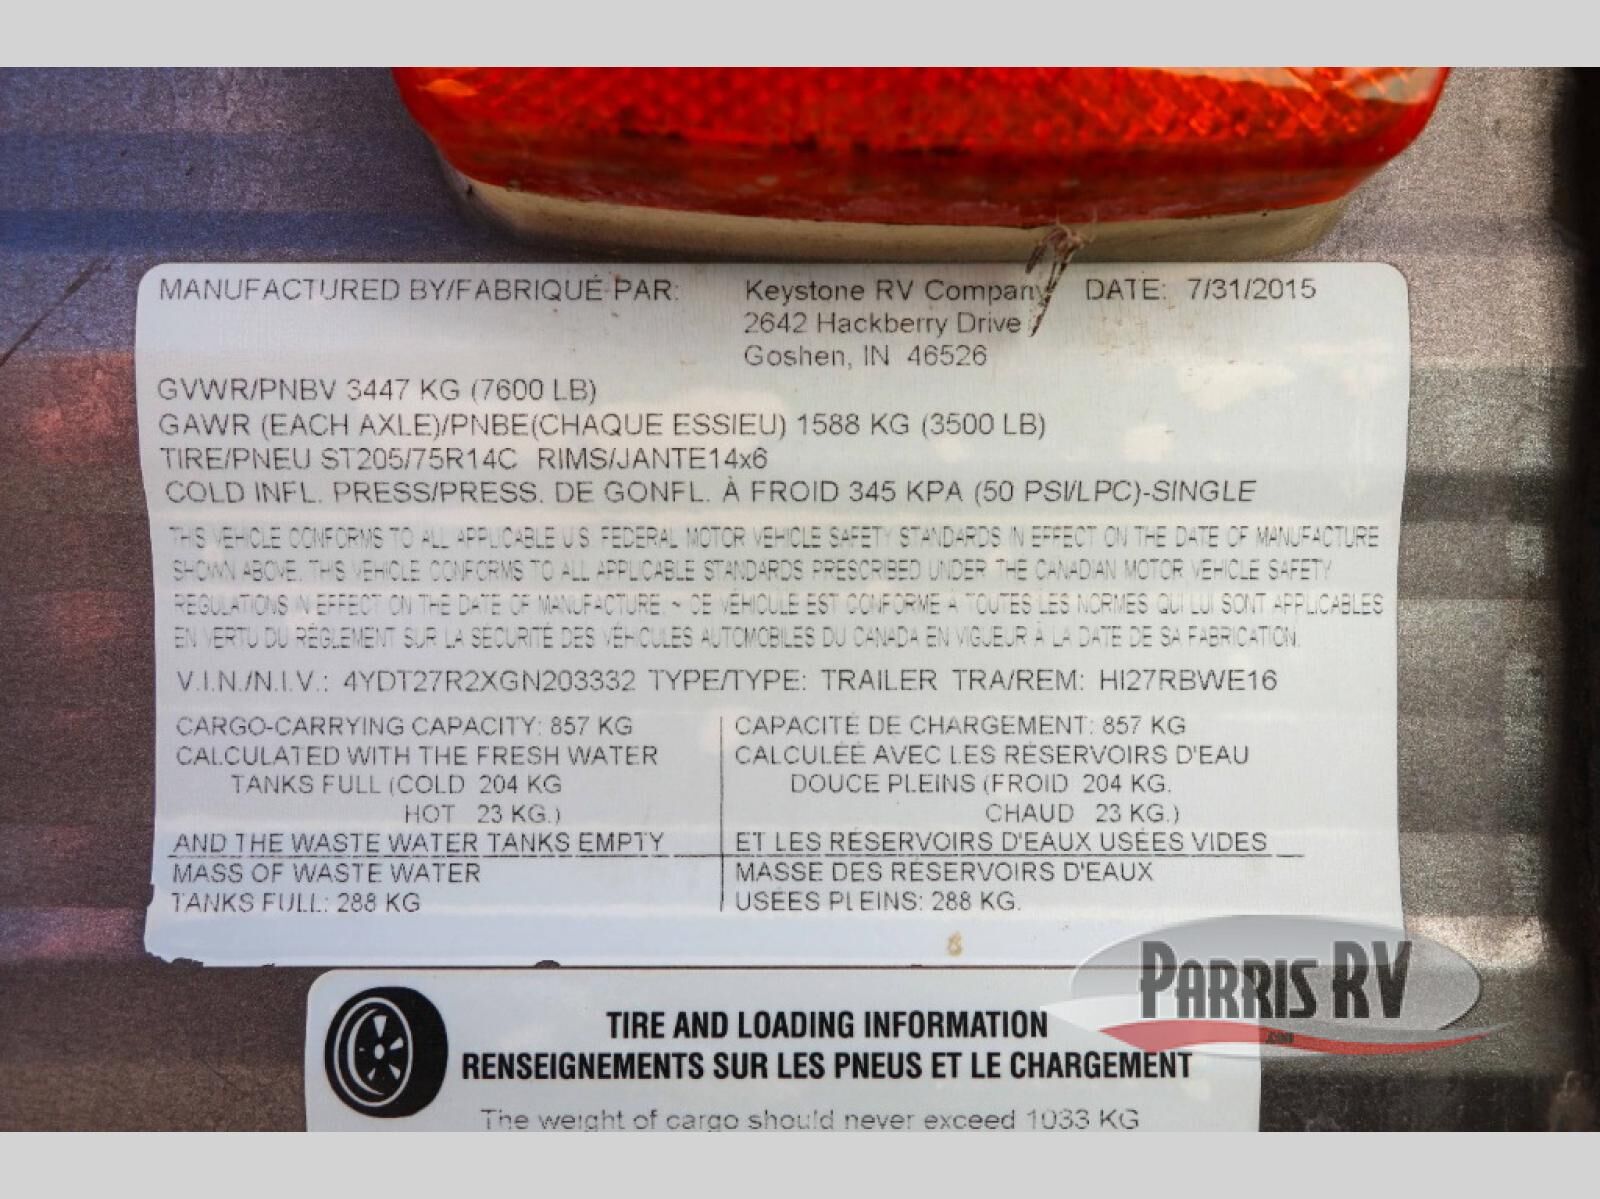 MANUFACTURED BY/FABRIQUÉ PAR: Keystone RV Company DATE: 7/31/2015
2642 Hackberry Drive
Goshen, IN 46526
GVWR/PNBV 3447 KG (7600 LB)
GAWR (EACH AXLE)/PNBE(CHAQUE ESSIEU) 1588 KG (3500 LB)
TIRE/PNEU ST205/75R14C RIMS/JANTE14x6
COLD INFL. PRESS/PRESS. DE GONFL. À FROID 345 KPA (50 PSI/LPC)-SINGLE
THIS VEHICLE CONFORMS TO ALL APPLICABLE U.S. FEDERAL MOTOR VEHICLE SAFETY STANDARDS IN EFFECT ON THE DATE OF MANUFACTURE
SHOWN ABOVE. THIS VEHICLE CONFORMS TO ALL APPLICABLE STANDARDS PRESCRIBED UNDER THE CANADIAN MOTOR VEHICLE SAFETY
REGULATIONS IN EFFECT ON THE DATE OF MANUFACTURE. ~ CE VÉHICULE EST CONFORME À TOUTES LES NORMES QUI LUI SONT APPLICABLES
EN VERTU DU RÈGLEMENT SUR LA SÉCURITÉ DES VÉHICULES AUTOMOBILES DU CANADA EN VIGUEUR À LA DATE DE SA FABRICATION.
V.I.N./N.I.V.: 4YDT27R2XGN203332 TYPE/TYPE: TRAILER TRA/REM: HI27RBWE16
CARGO-CARRYING CAPACITY: 857 KG
CALCULATED WITH THE FRESH WATER
TANKS FULL (COLD 204 KG
HOT 23 KG.)
AND THE WASTE WATER TANKS EMPTY
MASS OF WASTE WATER
TANKS FULL: 288 KG
CAPACITÉ DE CHARGEMENT: 857 KG
CALCULÉE AVEC LES RÉSERVOIRS D'EAU
DOUCE PLEINS (FROID 204 KG.
CHAUD 23 KG.)
ET LES RÉSERVOIRS D'EAUX USÉES VIDES
MASSE DES RÉSERVOIRS D'EAUX
USÉES PLEINS: 288 KG.
8
PARRIS RV
.com
TIRE AND LOADING INFORMATION
RENSEIGNEMENTS SUR LES PNEUS ET LE CHARGEMENT
The weight of cargo should never exceed 1033 KG